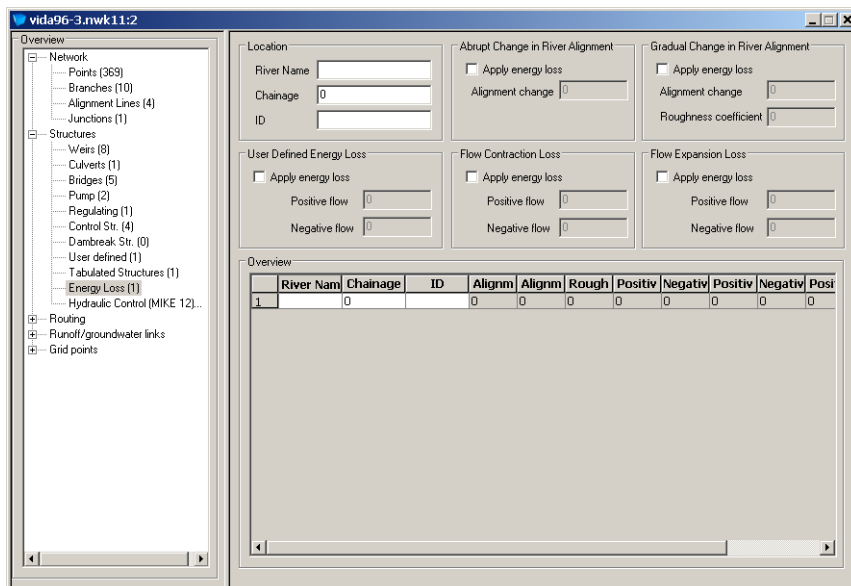 vida96-3.nwk11:2
Overview
Network
Points (369)
Branches (10)
Alignment Lines (4)
Junctions (1)
Structures
Weirs (8)
Culverts (1)
Bridges (5)
Pump (2)
Regulating (1)
Control Str. (4)
Dambreak Str. (0)
User defined (1)
Tabulated Structures (1)
Energy Loss (1)
Hydraulic Control (MIKE 12)...
Routing
Runoff/groundwater links
Grid points
Location
River Name
Chainage 0
ID
Abrupt Change in River Alignment
Apply energy loss
Alignment change 0
Gradual Change in River Alignment
Apply energy loss
Alignment change 0
Roughness coefficient 0
User Defined Energy Loss
Apply energy loss
Positive flow 0
Negative flow 0
Flow Contraction Loss
Apply energy loss
Positive flow 0
Negative flow 0
Flow Expansion Loss
Apply energy loss
Positive flow 0
Negative flow 0
Overview
River Nam Chainage ID Alignm Alignm Rough Positiv Negativ Positiv Negativ Posit
1 0 0 0 0 0 0 0 0 0